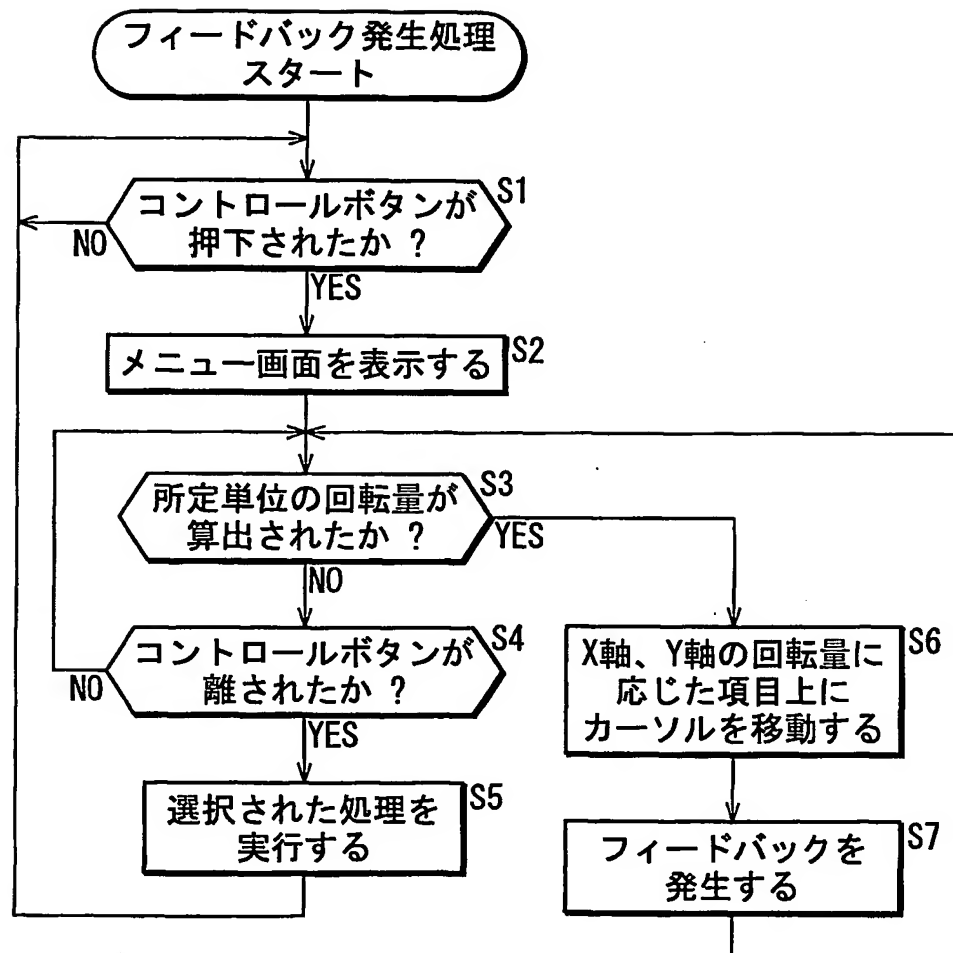 フィードバック発生処理
スタート
コントロールボタンが
押下されたか ?
S1
NO
YES
メニュー画面を表示する
S2
所定単位の回転量が
算出されたか ?
S3
YES
NO
コントロールボタンが
離されたか ?
S4
NO
YES
選択された処理を
実行する
S5
X軸、Y軸の回転量に
応じた項目上に
カーソルを移動する
S6
フィードバックを
発生する
S7